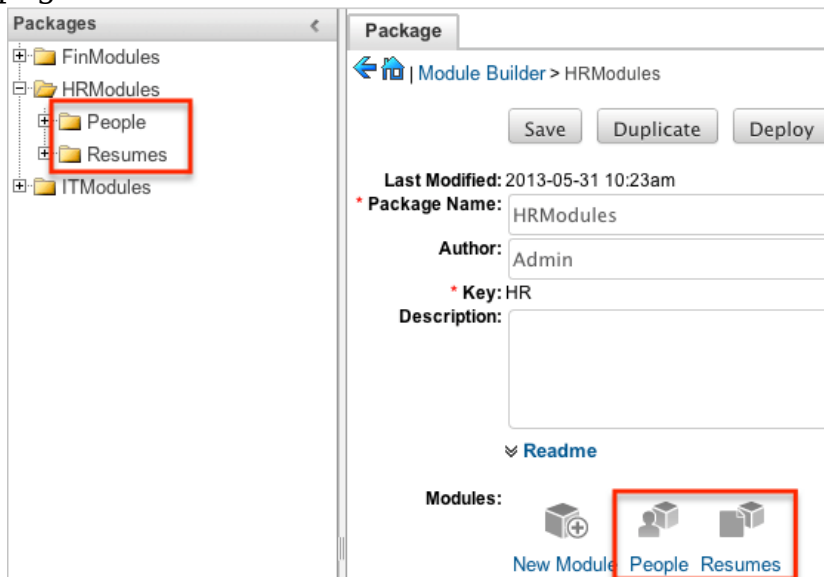 Packages
FinModules
HRModules
People
Resumes
ITModules
Package
| Module Builder > HRModules
Save Duplicate Deploy
Last Modified: 2013-05-31 10:23am
* Package Name: HRModules
Author: Admin
* Key: HR
Description:
Readme
Modules:
New Module People Resumes